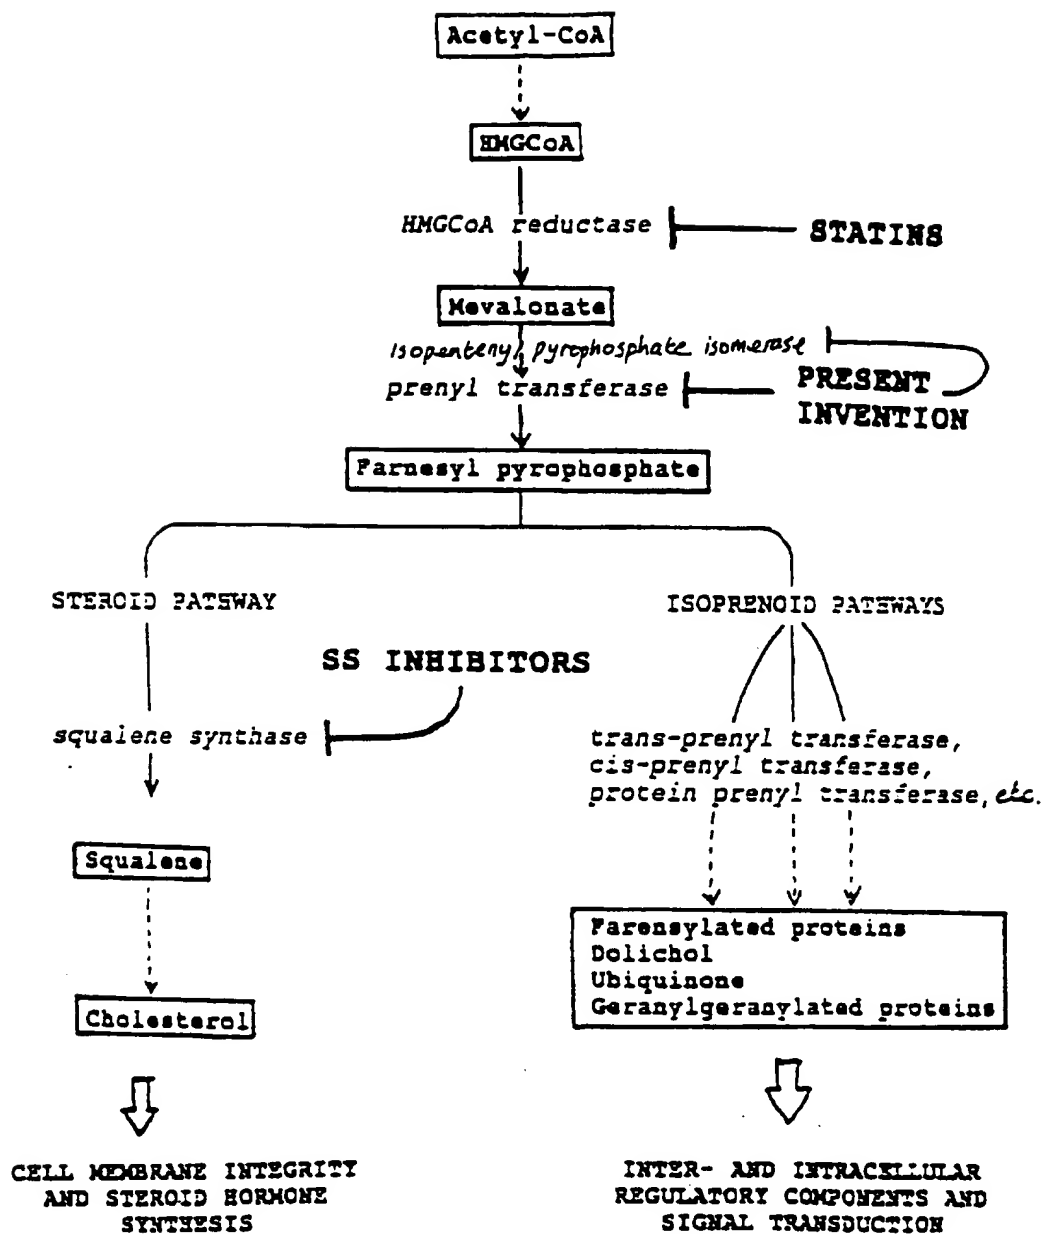 Acetyl-CoA
HMGCoA
HMGCoA reductase
STATINS
Mevalonate
isopentenyl pyrophosphate isomerase
prenyl transferase
PRESENT
INVENTION
Farnesyl pyrophosphate
STEROID PATHWAY
ISOPRENOID PATHWAYS
SS INHIBITORS
squalene synthase
trans-prenyl transferase,
cis-prenyl transferase,
protein prenyl transferase, etc.
Squalene
Farensylated proteins
Dolichol
Ubiquinone
Geranylgeranylated proteins
Cholesterol
CELL MEMBRANE INTEGRITY
AND STEROID HORMONE
SYNTHESIS
INTER- AND INTRACELLULAR
REGULATORY COMPONENTS AND
SIGNAL TRANSDUCTION